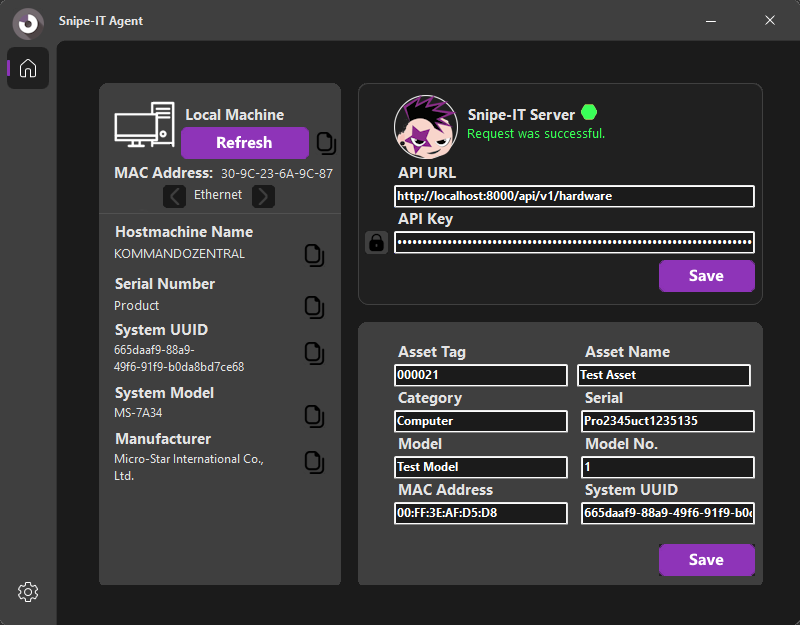 Snipe-IT Agent
Local Machine
Refresh
MAC Address: 30-9C-23-6A-9C-87
Ethernet
Hostmachine Name
KOMMANDOZENTRAL
Serial Number
Product
System UUID
665daaf9-88a9-
49f6-91f9-b0da8bd7ce68
System Model
MS-7A34
Manufacturer
Micro-Star International Co.,
Ltd.
Snipe-IT Server
Request was successful.
API URL
http://localhost:8000/api/v1/hardware
API Key
Save
Asset Tag
000021
Asset Name
Test Asset
Category
Computer
Serial
Pro2345uct1235135
Model
Test Model
Model No.
1
MAC Address
00:FF:3E:AF:D5:D8
System UUID
665daaf9-88a9-49f6-91f9-b0
Save